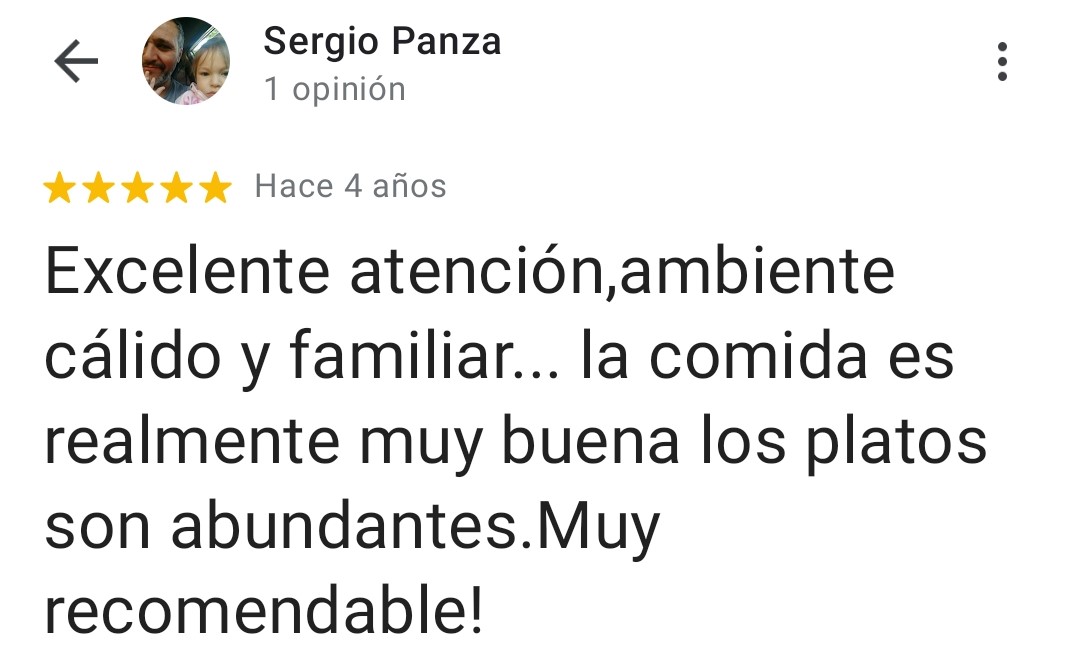 Sergio Panza
1 opinión
Hace 4 años
Excelente atención,ambiente
cálido y familiar... la comida es
realmente muy buena los platos
son abundantes.Muy
recomendable!